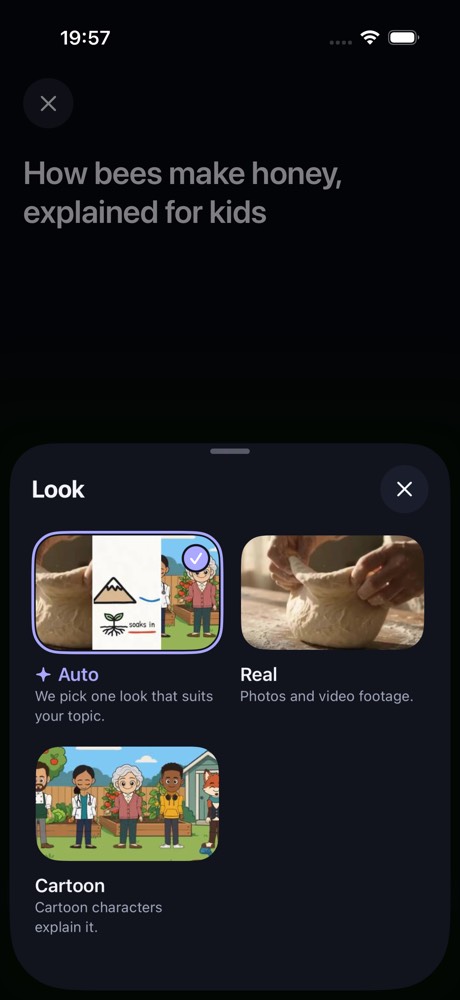 19:57
How bees make honey,
explained for kids
Look
soaks in
Auto
We pick one look that suits
your topic.
Real
Photos and video footage.
Cartoon
Cartoon characters
explain it.